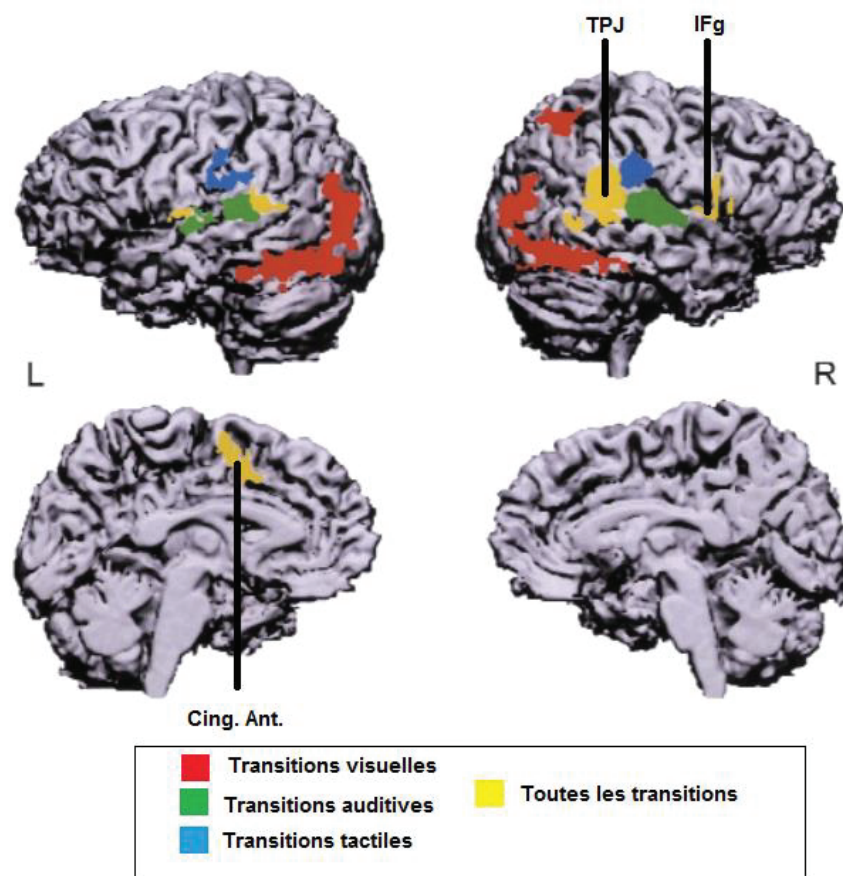 TPJ IFg
L R
Cing. Ant.
Transitions visuelles
Transitions auditives
Transitions tactiles
Toutes les transitions